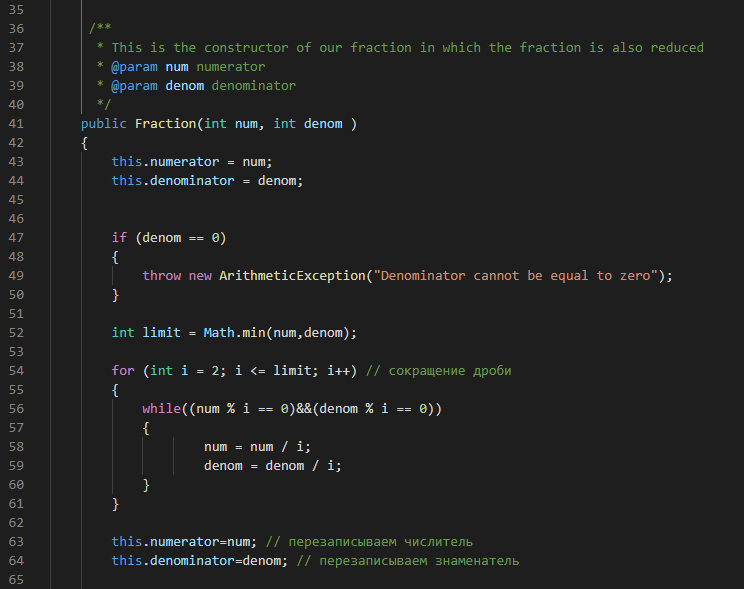 35
36 /**
37 * This is the constructor of our fraction in which the fraction is also reduced
38 * @param num numerator
39 * @param denom denominator
40 */
41 public Fraction(int num, int denom )
42 {
43 this.numerator = num;
44 this.denominator = denom;
45
46
47 if (denom == 0)
48 {
49 throw new ArithmeticException("Denominator cannot be equal to zero");
50 }
51
52 int limit = Math.min(num,denom);
53
54 for (int i = 2; i <= limit; i++) // сокращение дроби
55 {
56 while((num % i == 0)&&(denom % i == 0))
57 {
58 num = num / i;
59 denom = denom / i;
60 }
61 }
62
63 this.numerator=num; // перезаписываем числитель
64 this.denominator=denom; // перезаписываем знаменатель
65